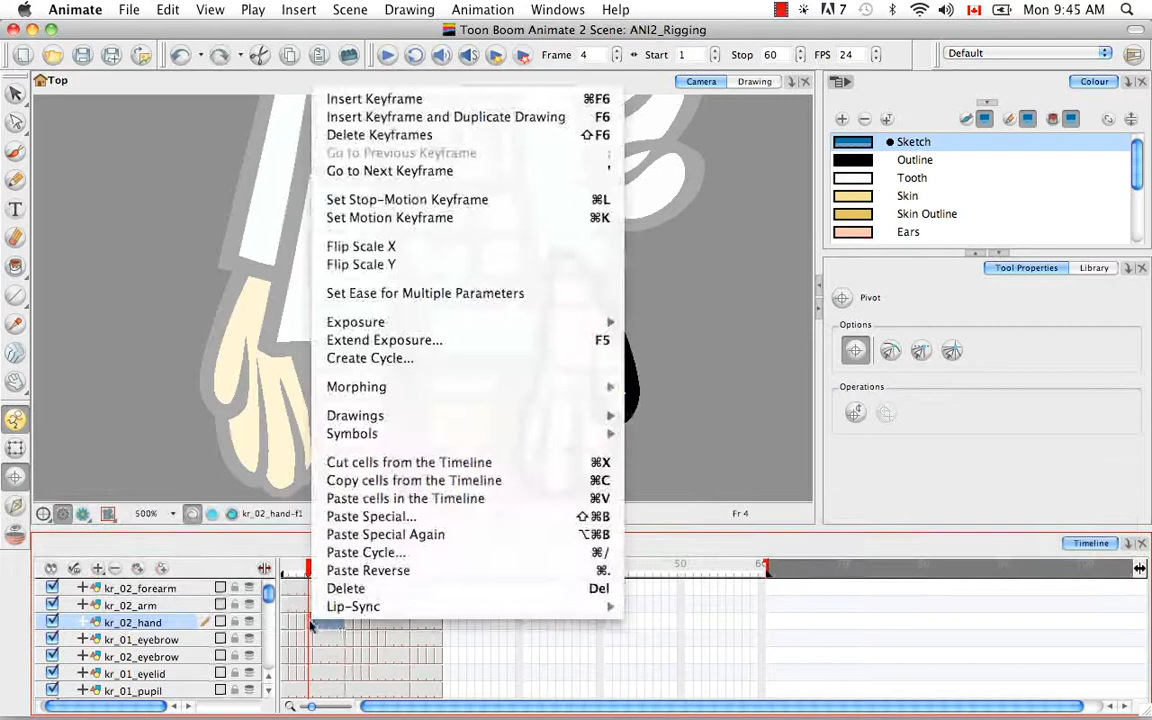 Animate File Edit View Play Insert Scene Drawing Animation Windows Help 7 Mon 9:45 AM
Toon Boom Animate 2 Scene: ANI2_Rigging
Frame 4 Start 1 Stop 60 FPS 24 Default
Top Camera Drawing Colour
Insert Keyframe ⌘F6
Insert Keyframe and Duplicate Drawing F6
Delete Keyframes ⇧F6
Go to Previous Keyframe ;
Go to Next Keyframe '
Set Stop-Motion Keyframe ⌘L
Set Motion Keyframe ⌘K
Flip Scale X
Flip Scale Y
Set Ease for Multiple Parameters
Exposure
Extend Exposure... F5
Create Cycle...
Morphing
Drawings
Symbols
Cut cells from the Timeline ⌘X
Copy cells from the Timeline ⌘C
Paste cells in the Timeline ⌘V
Paste Special... ⇧⌘B
Paste Special Again ⌥⌘B
Paste Cycle... ⌘/
Paste Reverse ⌘.
Delete Del
Lip-Sync
Sketch
Outline
Tooth
Skin
Skin Outline
Ears
Tool Properties Library
Pivot
Options
Operations
500% kr_02_hand-f1 Fr 4
Timeline
50 60
kr_02_forearm
kr_02_arm
kr_02_hand
kr_01_eyebrow
kr_02_eyebrow
kr_01_eyelid
kr_01_pupil